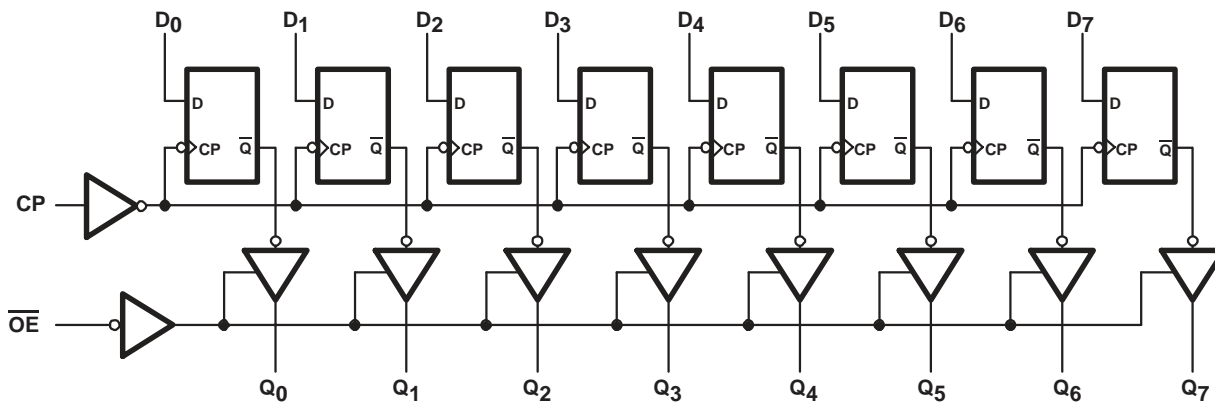 D0 D1 D2 D3 D4 D5 D6 D7
D D D D D D D D
CP Q̅ CP Q̅ CP Q̅ CP Q̅ CP Q̅ CP Q̅ CP Q̅ CP Q̅
CP
O̅E̅
Q0 Q1 Q2 Q3 Q4 Q5 Q6 Q7